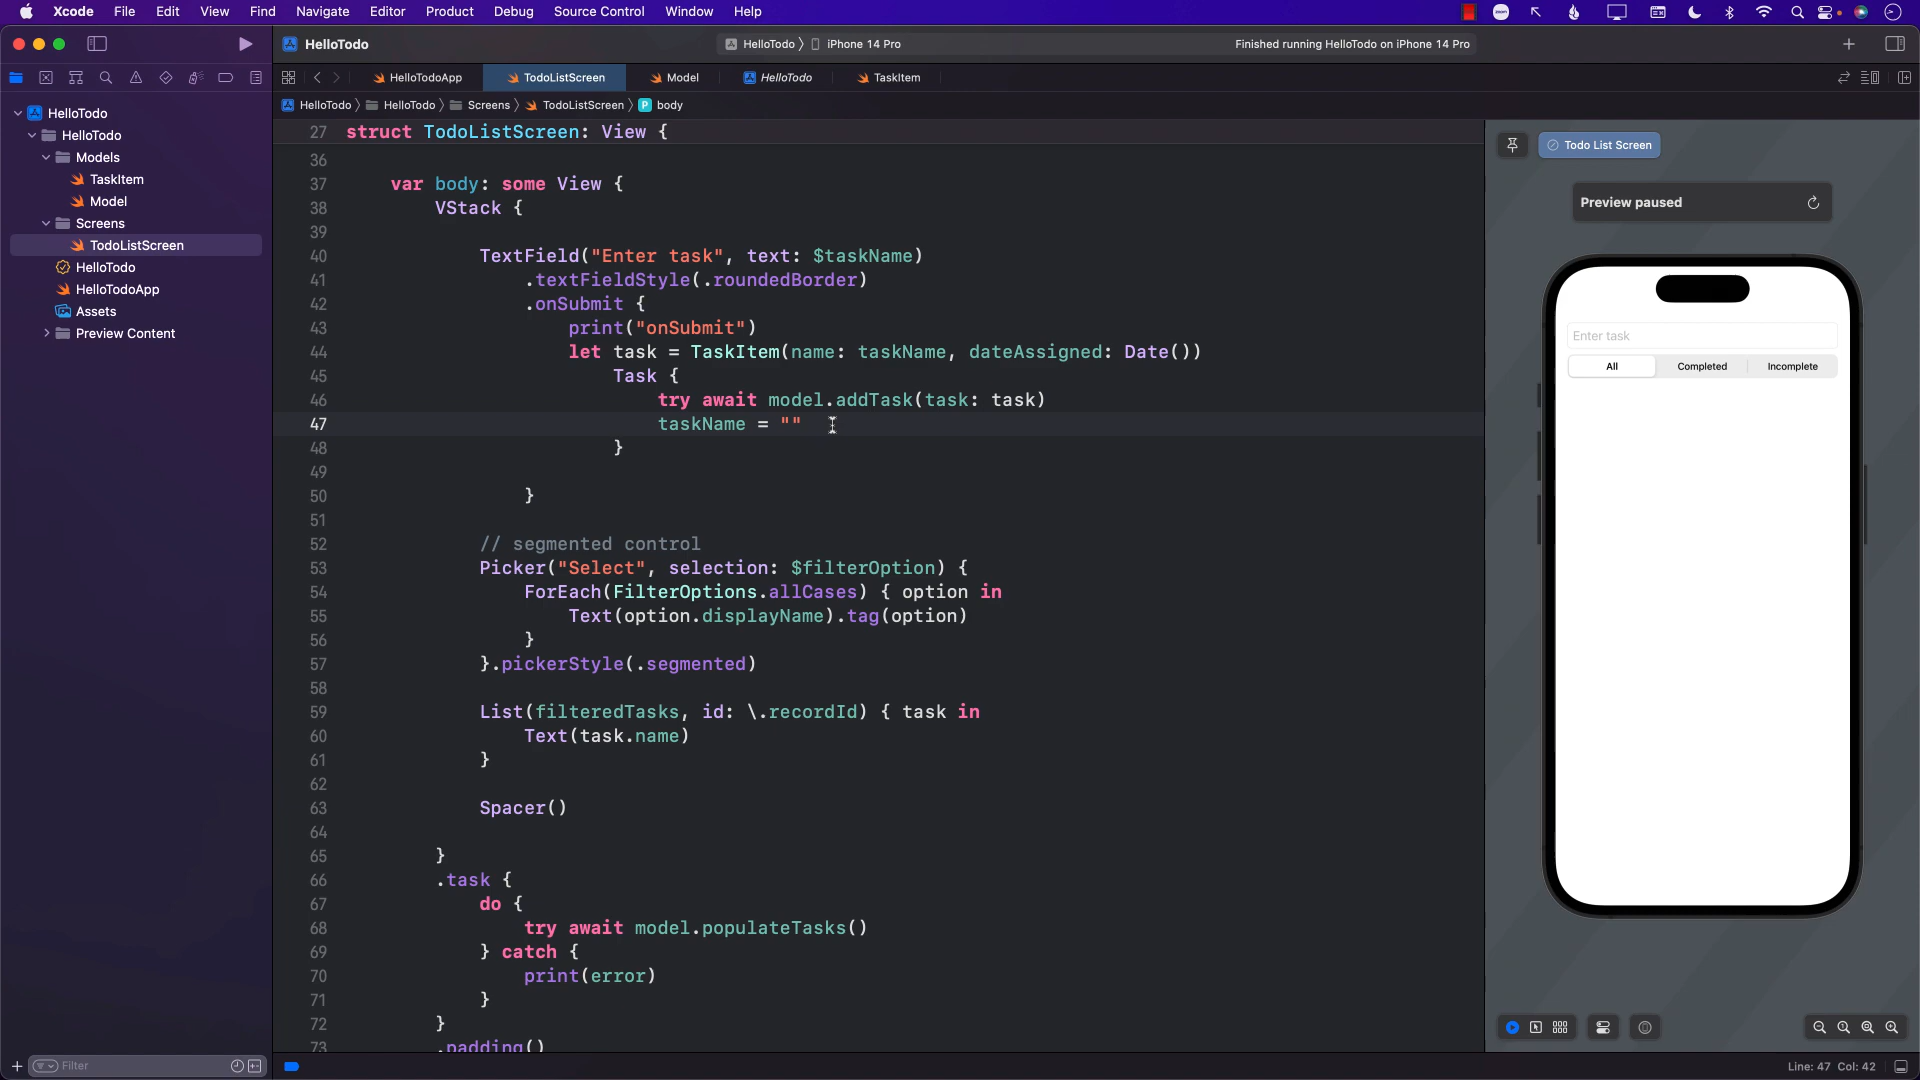 Xcode File Edit View Find Navigate Editor Product Debug Source Control Window Help
HelloTodo
HelloTodo 〉 iPhone 14 Pro
Finished running HelloTodo on iPhone 14 Pro
HelloTodoApp TodoListScreen Model HelloTodo TaskItem
HelloTodo 〉 HelloTodo 〉 Screens 〉 TodoListScreen 〉 P body
HelloTodo
HelloTodo
Models
TaskItem
Model
Screens
TodoListScreen
HelloTodo
HelloTodoApp
Assets
Preview Content
Filter
27 struct TodoListScreen: View {
36
37 var body: some View {
38 VStack {
39
40 TextField("Enter task", text: $taskName)
41 .textFieldStyle(.roundedBorder)
42 .onSubmit {
43 print("onSubmit")
44 let task = TaskItem(name: taskName, dateAssigned: Date())
45 Task {
46 try await model.addTask(task: task)
47 taskName = ""
48 }
49
50 }
51
52 // segmented control
53 Picker("Select", selection: $filterOption) {
54 ForEach(FilterOptions.allCases) { option in
55 Text(option.displayName).tag(option)
56 }
57 }.pickerStyle(.segmented)
58
59 List(filteredTasks, id: \.recordId) { task in
60 Text(task.name)
61 }
62
63 Spacer()
64
65 }
66 .task {
67 do {
68 try await model.populateTasks()
69 } catch {
70 print(error)
71 }
72 }
73 .padding()
Todo List Screen
Preview paused
Enter task
All Completed Incomplete
Line: 47 Col: 42